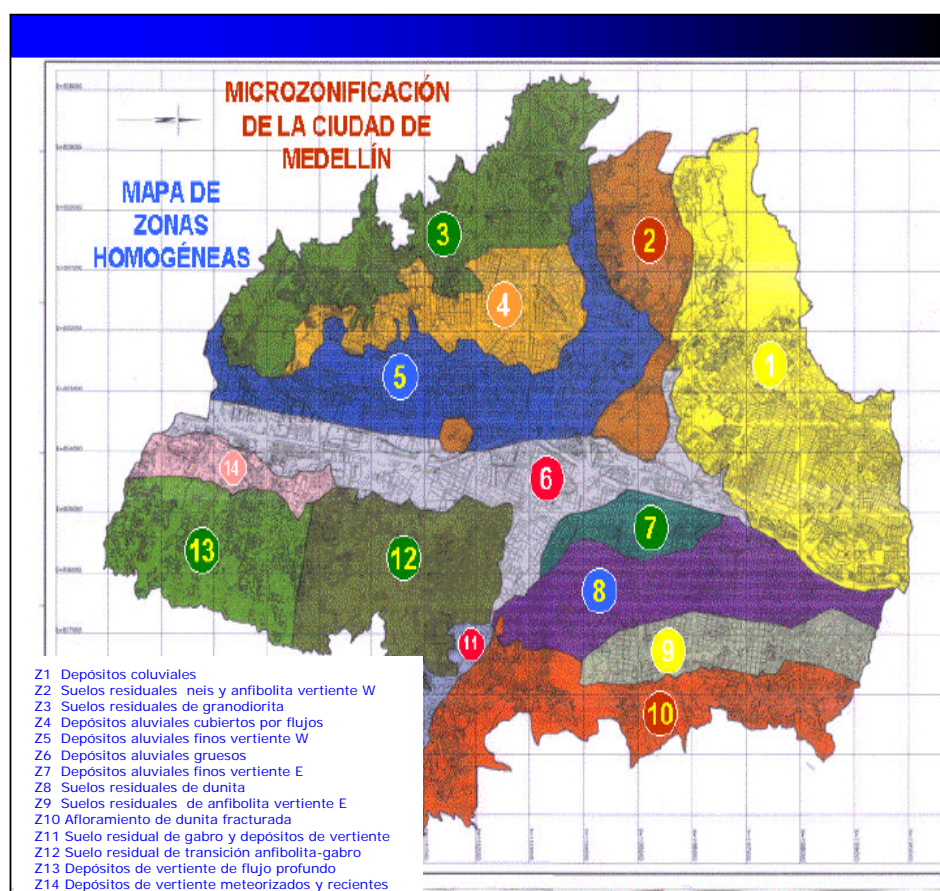 MICROZONIFICACIÓN
DE LA CIUDAD DE
MEDELLÍN
MAPA DE
ZONAS
HOMOGÉNEAS
1
2
3
4
5
6
7
8
9
10
11
12
13
14
Z1 Depósitos coluviales
Z2 Suelos residuales neis y anfibolita vertiente W
Z3 Suelos residuales de granodiorita
Z4 Depósitos aluviales cubiertos por flujos
Z5 Depósitos aluviales finos vertiente W
Z6 Depósitos aluviales gruesos
Z7 Depósitos aluviales finos vertiente E
Z8 Suelos residuales de dunita
Z9 Suelos residuales de anfibolita vertiente E
Z10 Afloramiento de dunita fracturada
Z11 Suelo residual de gabro y depósitos de vertiente
Z12 Suelo residual de transición anfibolita-gabro
Z13 Depósitos de vertiente de flujo profundo
Z14 Depósitos de vertiente meteorizados y recientes